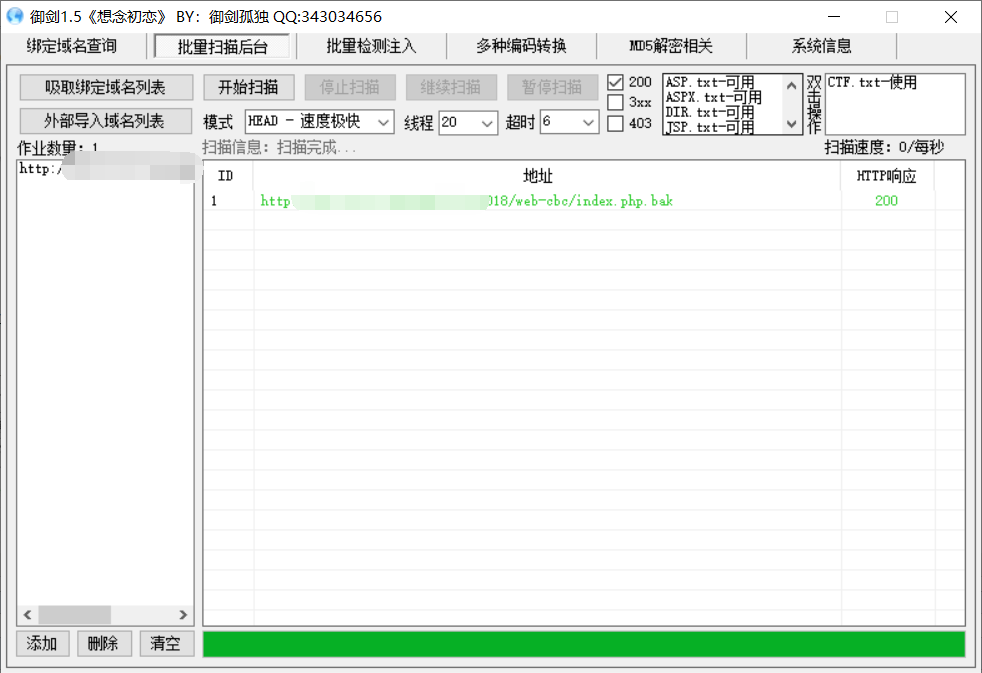 御剑1.5《想念初恋》 BY：御剑孤独 QQ:343034656
绑定域名查询 批量扫描后台 批量检测注入 多种编码转换 MD5解密相关 系统信息
吸取绑定域名列表 开始扫描 停止扫描 继续扫描 暂停扫描
外部导入域名列表 模式 HEAD - 速度极快 线程 20 超时 6
200
3xx
403
ASP.txt-可用
ASPX.txt-可用
DIR.txt-可用
JSP.txt-可用
双击操作
CTF.txt-使用
作业数里：1 扫描信息：扫描完成... 扫描速度：0/每秒
http:/
ID 地址 HTTP响应
1 http 018/web-cbc/index.php.bak 200
添加 删除 清空